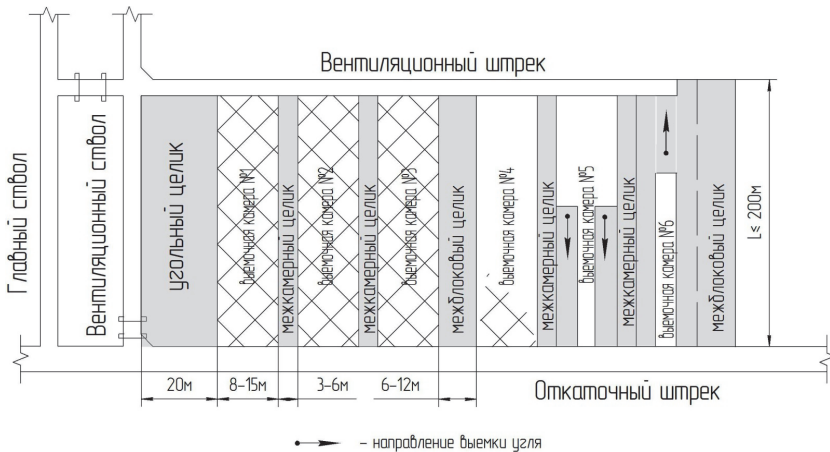 Вентиляционный штрек
Главный ствол
Вентиляционный ствол
угольный целик
выемочная камера №1
межкамерный целик
выемочная камера №2
межкамерный целик
выемочная камера №3
межблоковый целик
выемочная камера №4
межкамерный целик
выемочная камера №5
межкамерный целик
выемочная камера №6
межблоковый целик
L≤ 200м
20м
8-15м
3-6м
6-12м
Откаточный штрек
- направление выемки угля